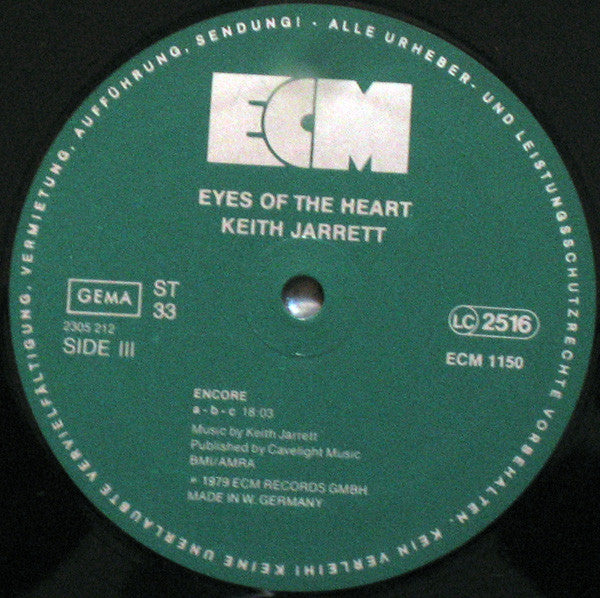 ECM
EYES OF THE HEART
KEITH JARRETT
GEMA
ST
33
2305 212
SIDE III
LC 2516
ECM 1150
ENCORE
a - b - c 18:03
Music by Keith Jarrett
Published by Cavelight Music
BMI/AMRA
℗ 1979 ECM RECORDS GMBH
MADE IN W. GERMANY
ALLE URHEBER- UND LEISTUNGSSCHUTZRECHTE VORBEHALTEN. KEIN VERLEIH! KEINE UNERLAUBTE VERVIELFÄLTIGUNG, VERMIETUNG, AUFFÜHRUNG, SENDUNG! -